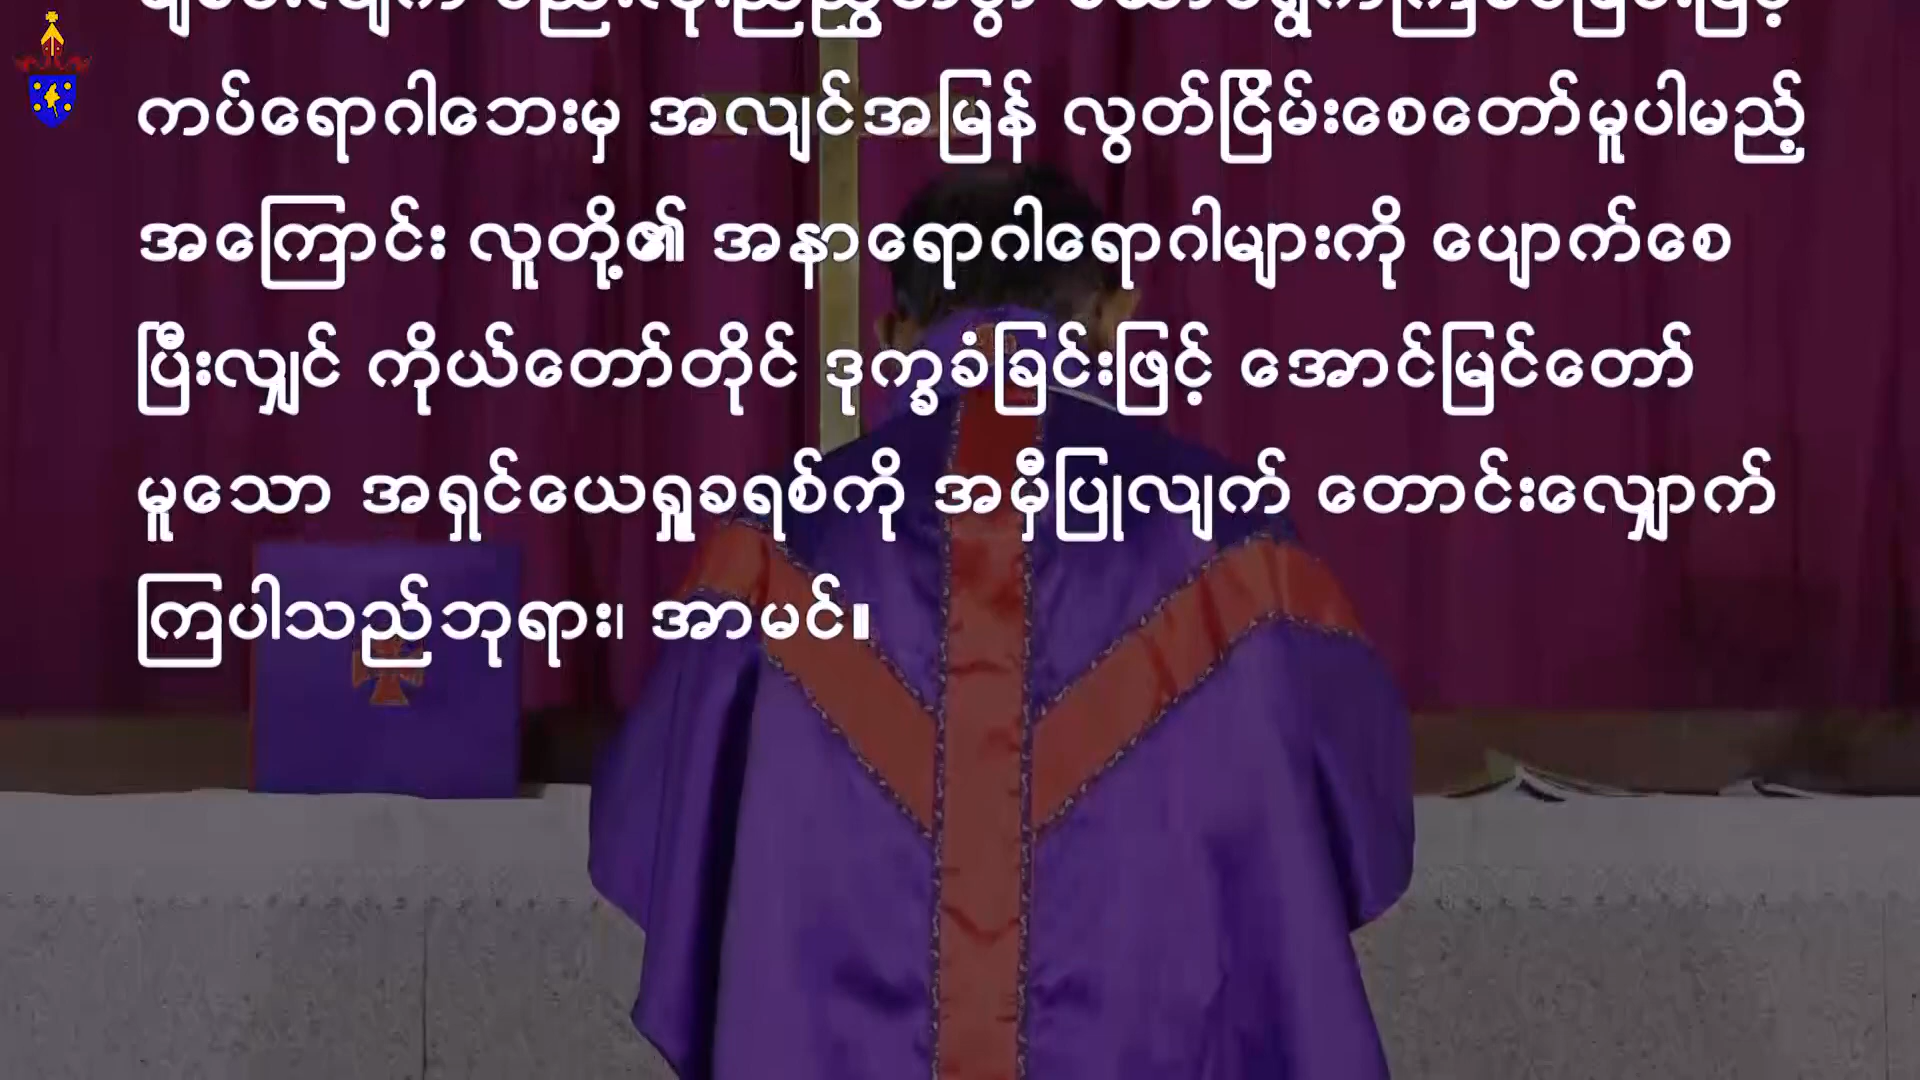 ကပ်ရောဂါဘေးမှ အလျင်အမြန် လွတ်ငြိမ်းစေတော်မူပါမည့်
အကြောင်း လူတို့၏ အနာရောဂါရောဂါများကို ပျောက်စေ
ပြီးလျှင် ကိုယ်တော်တိုင် ဒုက္ခခံခြင်းဖြင့် အောင်မြင်တော်
မူသော အရှင်ယေရှုခရစ်ကို အမှီပြုလျက် တောင်းလျှောက်
ကြပါသည်ဘုရား၊ အာမင်။